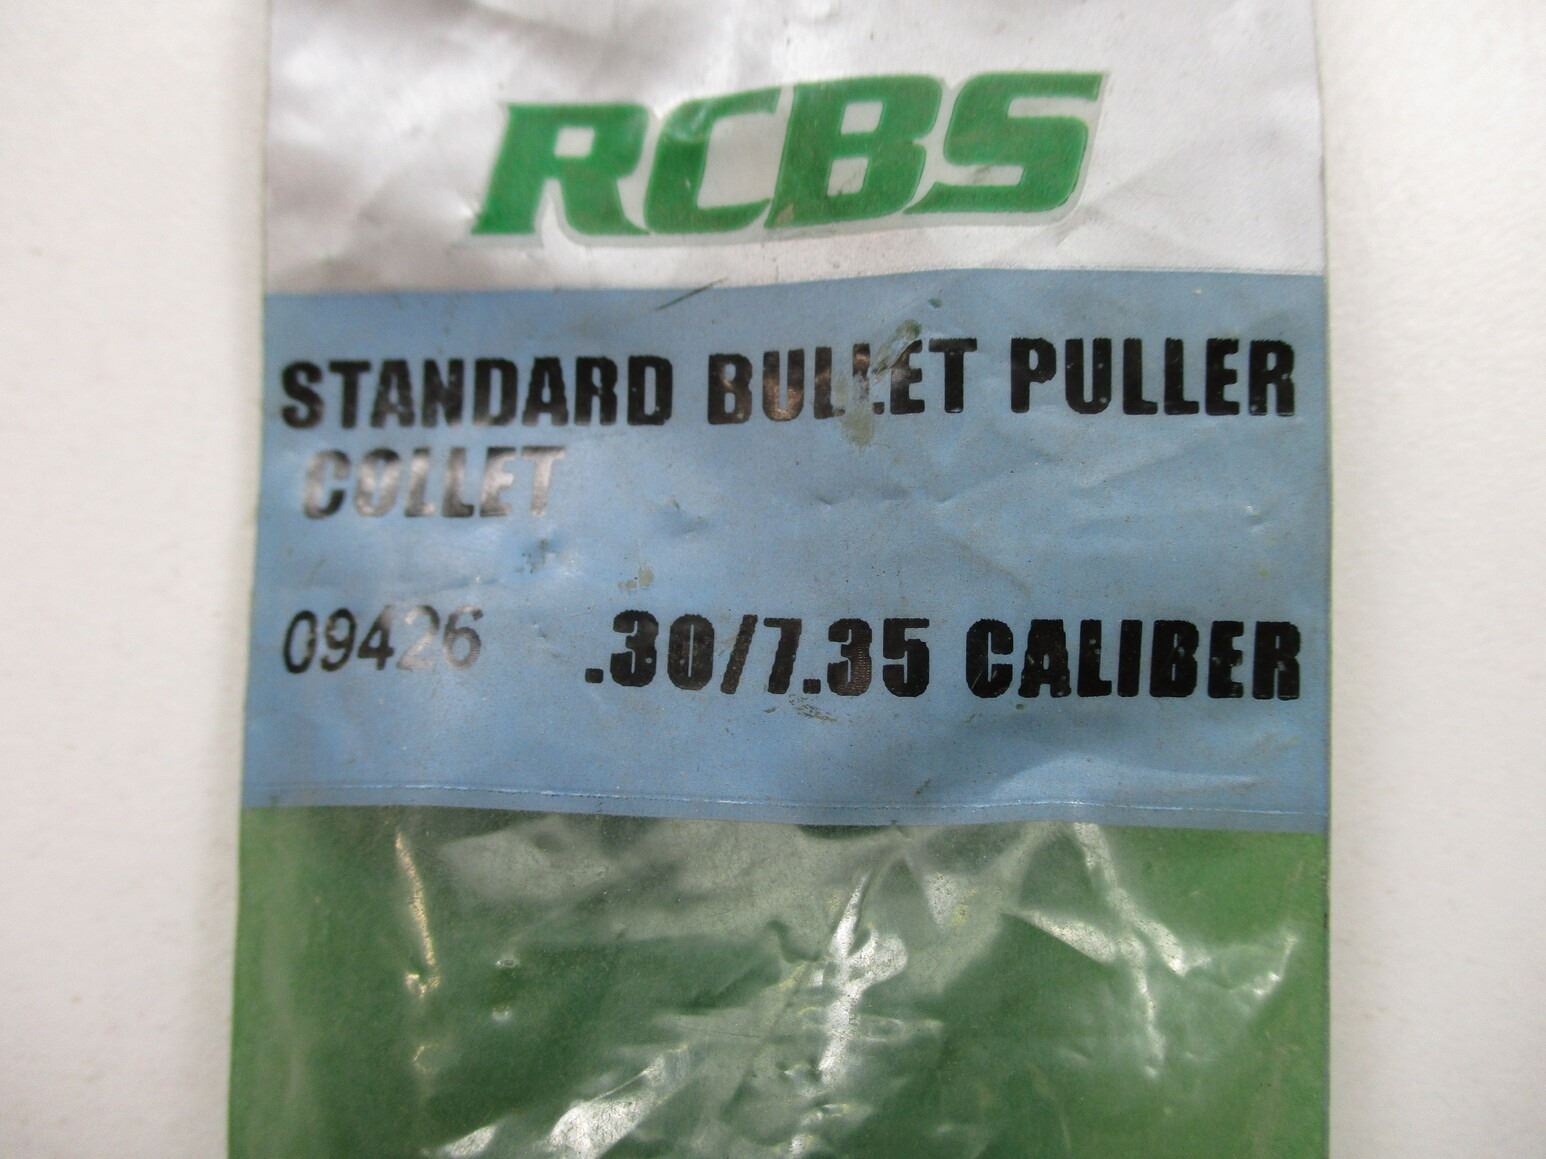 RCBS
STANDARD BULLET PULLER
COLLET
09426 .30/7.35 CALIBER